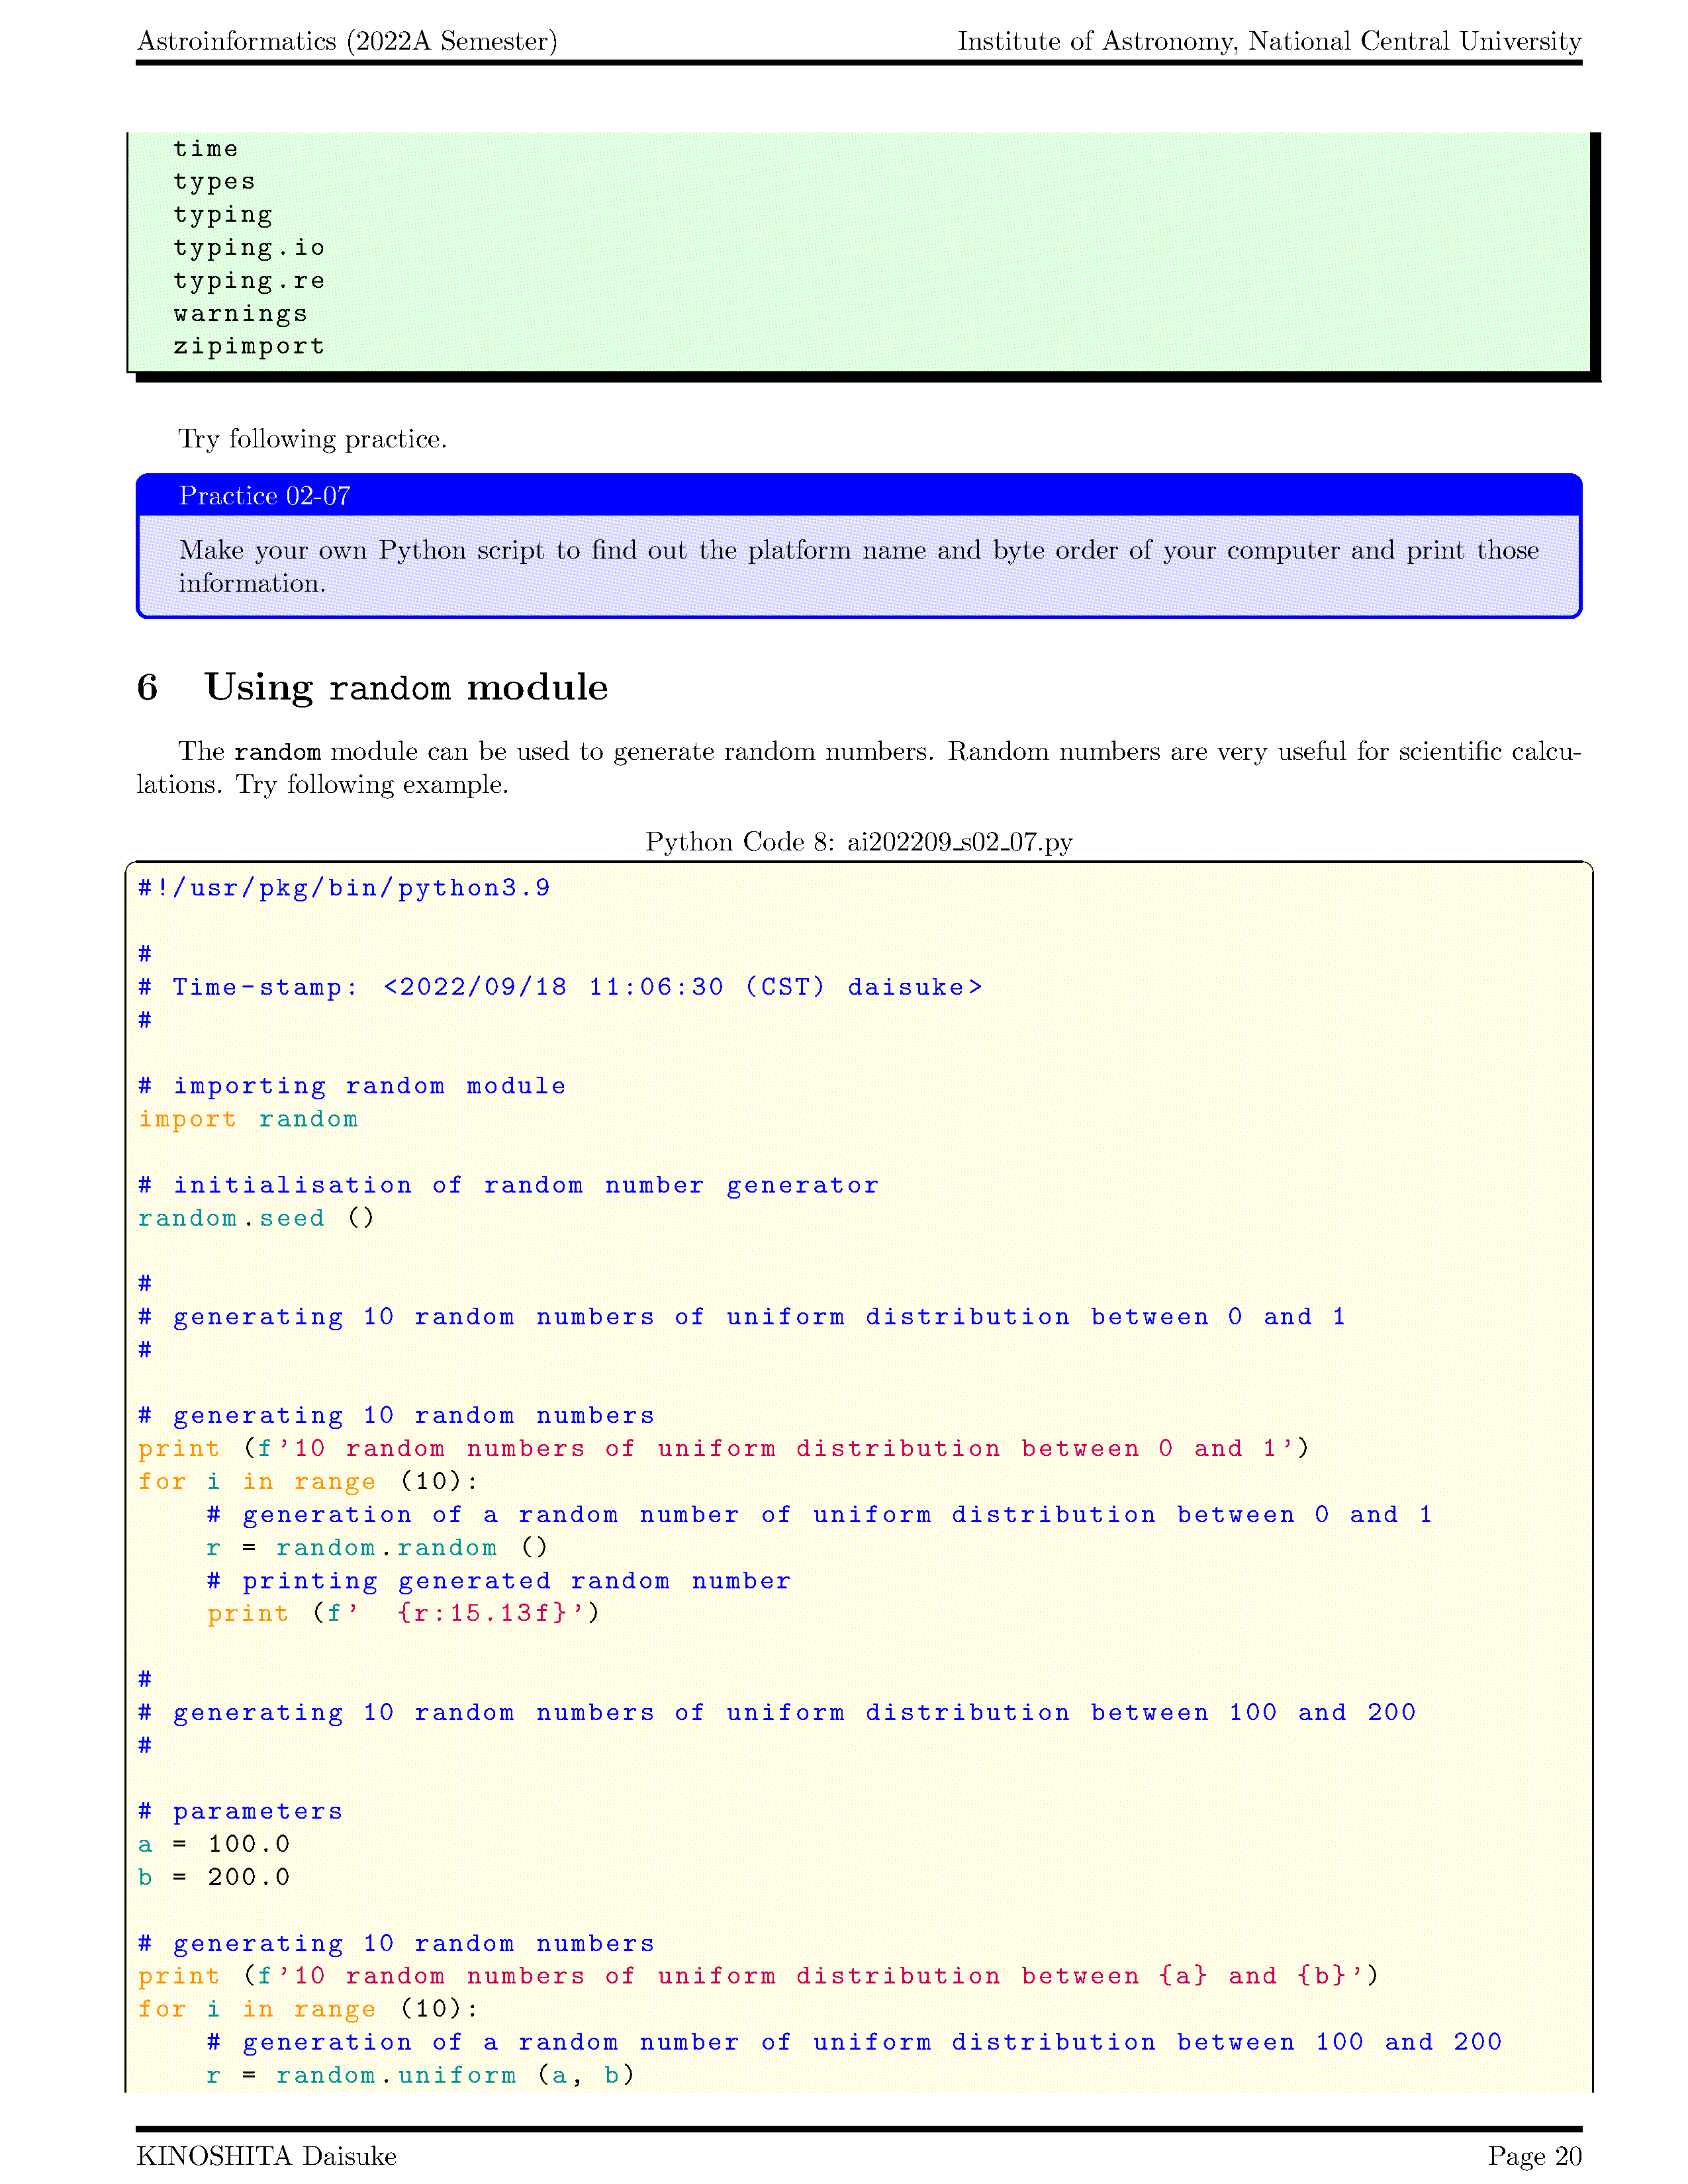 Astroinformatics (2022A Semester) Institute of Astronomy, National Central University
time
types
typing
typing.io
typing.re
warnings
zipimport
Try following practice.
Practice 02-07
Make your own Python script to find out the platform name and byte order of your computer and print those
information.
6 Using random module
The random module can be used to generate random numbers. Random numbers are very useful for scientific calcu-
lations. Try following example.
Python Code 8: ai202209_s02_07.py
#!/usr/pkg/bin/python3.9
#
# Time-stamp: <2022/09/18 11:06:30 (CST) daisuke>
#
# importing random module
import random
# initialisation of random number generator
random.seed ()
#
# generating 10 random numbers of uniform distribution between 0 and 1
#
# generating 10 random numbers
print (f'10 random numbers of uniform distribution between 0 and 1')
for i in range (10):
    # generation of a random number of uniform distribution between 0 and 1
    r = random.random ()
    # printing generated random number
    print (f'  {r:15.13f}')
#
# generating 10 random numbers of uniform distribution between 100 and 200
#
# parameters
a = 100.0
b = 200.0
# generating 10 random numbers
print (f'10 random numbers of uniform distribution between {a} and {b}')
for i in range (10):
    # generation of a random number of uniform distribution between 100 and 200
    r = random.uniform (a, b)
KINOSHITA Daisuke Page 20